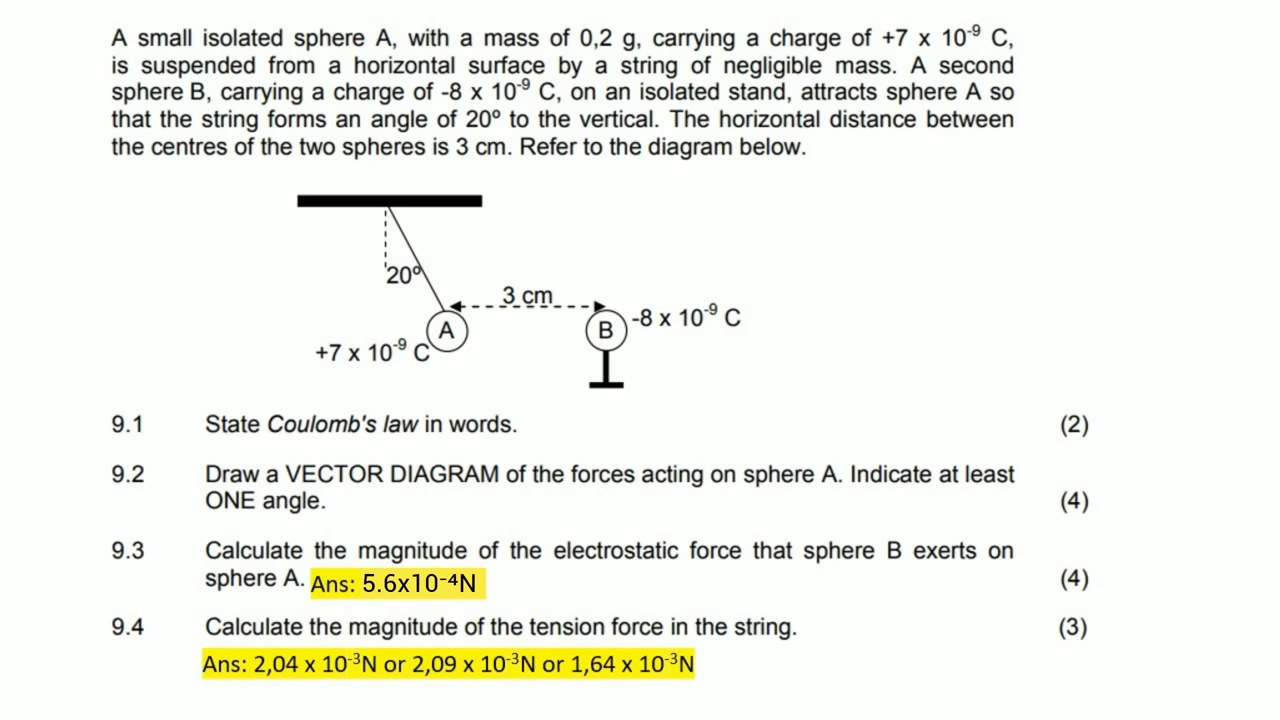 A small isolated sphere A, with a mass of 0,2 g, carrying a charge of +7 x 10⁻⁹ C,
is suspended from a horizontal surface by a string of negligible mass. A second
sphere B, carrying a charge of -8 x 10⁻⁹ C, on an isolated stand, attracts sphere A so
that the string forms an angle of 20º to the vertical. The horizontal distance between
the centres of the two spheres is 3 cm. Refer to the diagram below.
20º
3 cm
A
B
-8 x 10⁻⁹ C
+7 x 10⁻⁹ C
9.1 State Coulomb's law in words. (2)
9.2 Draw a VECTOR DIAGRAM of the forces acting on sphere A. Indicate at least
ONE angle. (4)
9.3 Calculate the magnitude of the electrostatic force that sphere B exerts on
sphere A. Ans: 5.6x10⁻⁴N (4)
9.4 Calculate the magnitude of the tension force in the string. (3)
Ans: 2,04 x 10⁻³N or 2,09 x 10⁻³N or 1,64 x 10⁻³N